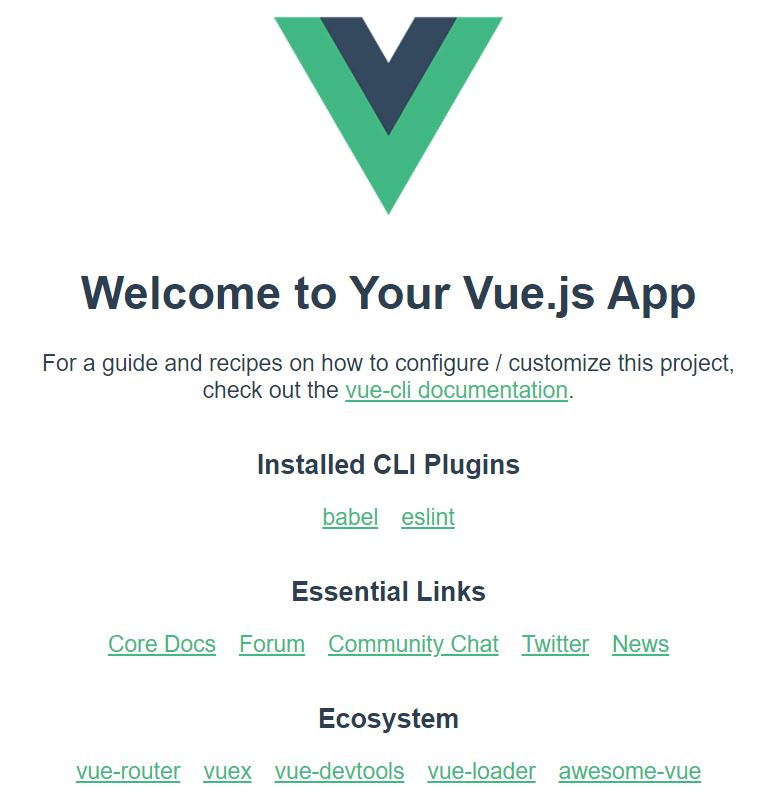 Welcome to Your Vue.js App
For a guide and recipes on how to configure / customize this project,
check out the vue-cli documentation.
Installed CLI Plugins
babel eslint
Essential Links
Core Docs Forum Community Chat Twitter News
Ecosystem
vue-router vuex vue-devtools vue-loader awesome-vue